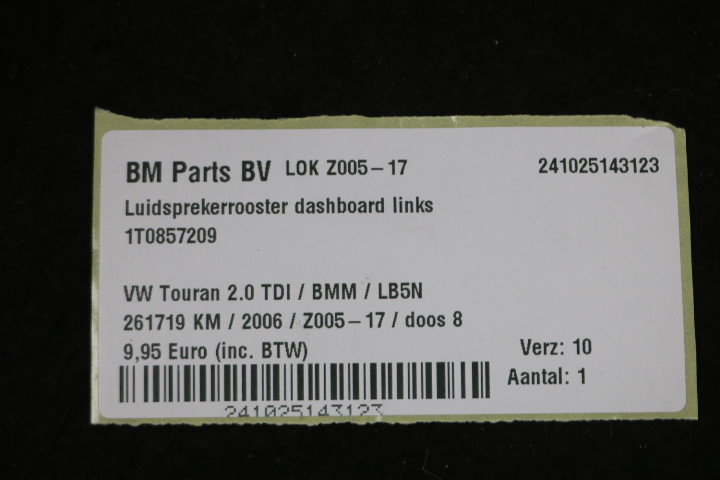 BM Parts BV LOK Z005-17 241025143123
Luidsprekerrooster dashboard links
1T0857209
VW Touran 2.0 TDI / BMM / LB5N
261719 KM / 2006 / Z005-17 / doos 8
9,95 Euro (inc. BTW) Verz: 10
Aantal: 1
241025143123